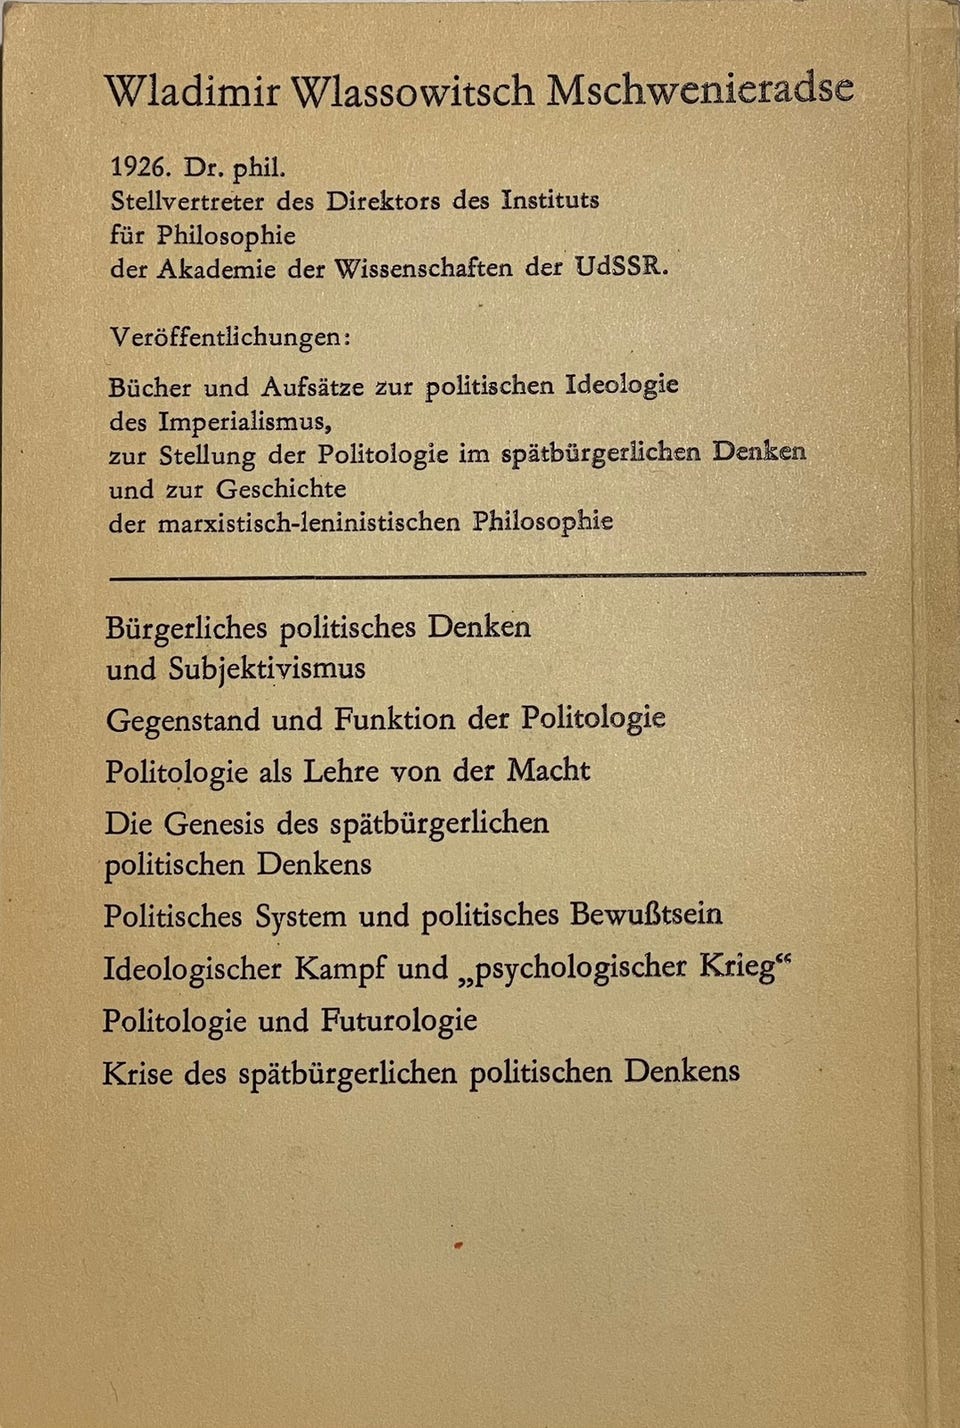 Wladimir Wlassowitsch Mschwenieradse
1926. Dr. phil.
Stellvertreter des Direktors des Instituts
für Philosophie
der Akademie der Wissenschaften der UdSSR.
Veröffentlichungen:
Bücher und Aufsätze zur politischen Ideologie
des Imperialismus,
zur Stellung der Politologie im spätbürgerlichen Denken
und zur Geschichte
der marxistisch-leninistischen Philosophie
Bürgerliches politisches Denken
und Subjektivismus
Gegenstand und Funktion der Politologie
Politologie als Lehre von der Macht
Die Genesis des spätbürgerlichen
politischen Denkens
Politisches System und politisches Bewußtsein
Ideologischer Kampf und „psychologischer Krieg“
Politologie und Futurologie
Krise des spätbürgerlichen politischen Denkens